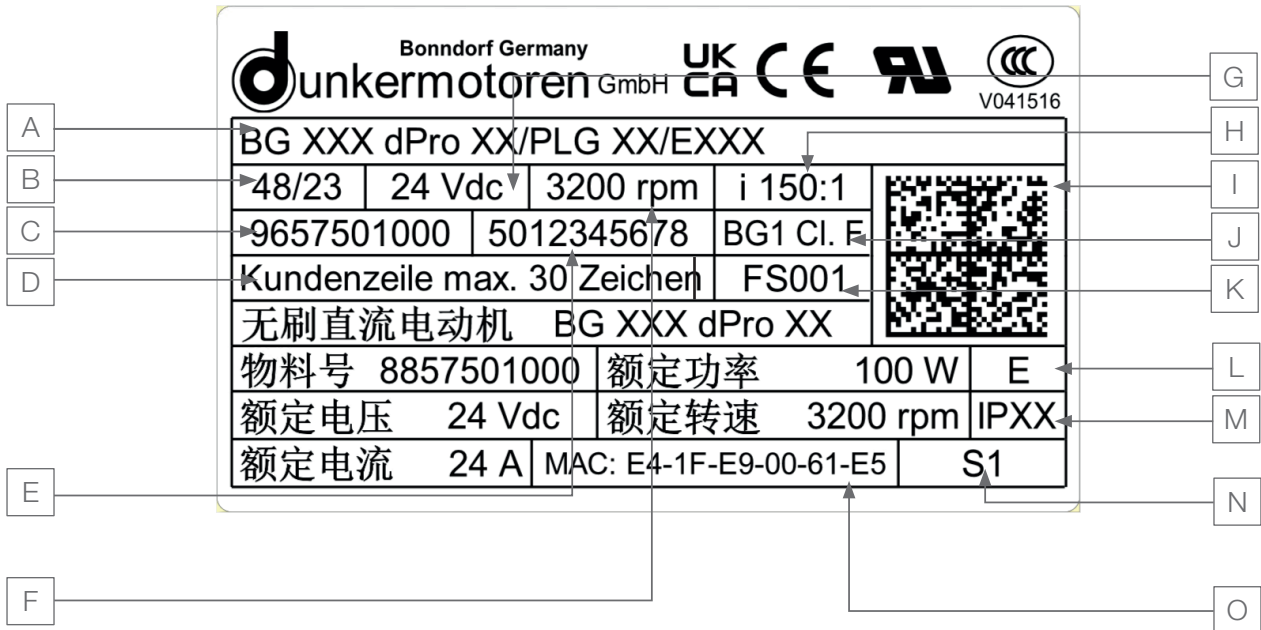 Bonndorf Germany
dunkermotoren GmbH UK CA CE RU CCC
V041516
G
A BG XXX dPro XX/PLG XX/EXXX H
B 48/23 24 Vdc 3200 rpm i 150:1 I
C 9657501000 5012345678 BG1 Cl. F J
D Kundenzeile max. 30 Zeichen FS001 K
无刷直流电动机 BG XXX dPro XX
物料号 8857501000 额定功率 100 W E L
额定电压 24 Vdc 额定转速 3200 rpm IPXX M
额定电流 24 A MAC: E4-1F-E9-00-61-E5 S1
E N
F O